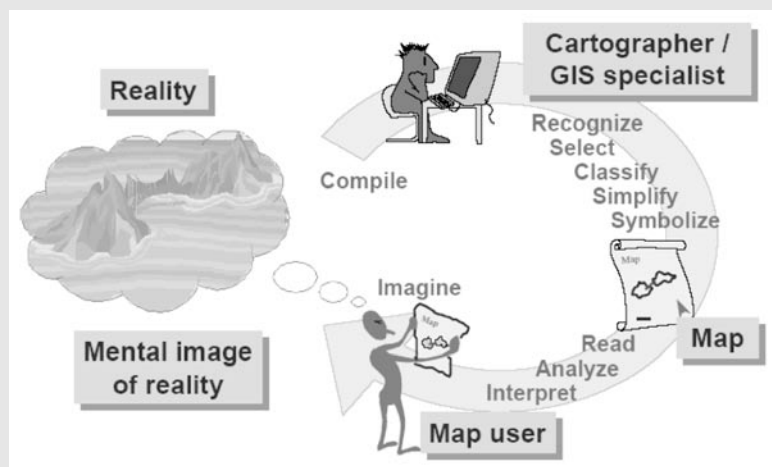 Reality
Cartographer /
GIS specialist
Compile
Recognize
Select
Classify
Simplify
Symbolize
Map
Map
Read
Analyze
Interpret
Map user
Imagine
Map
Mental image
of reality